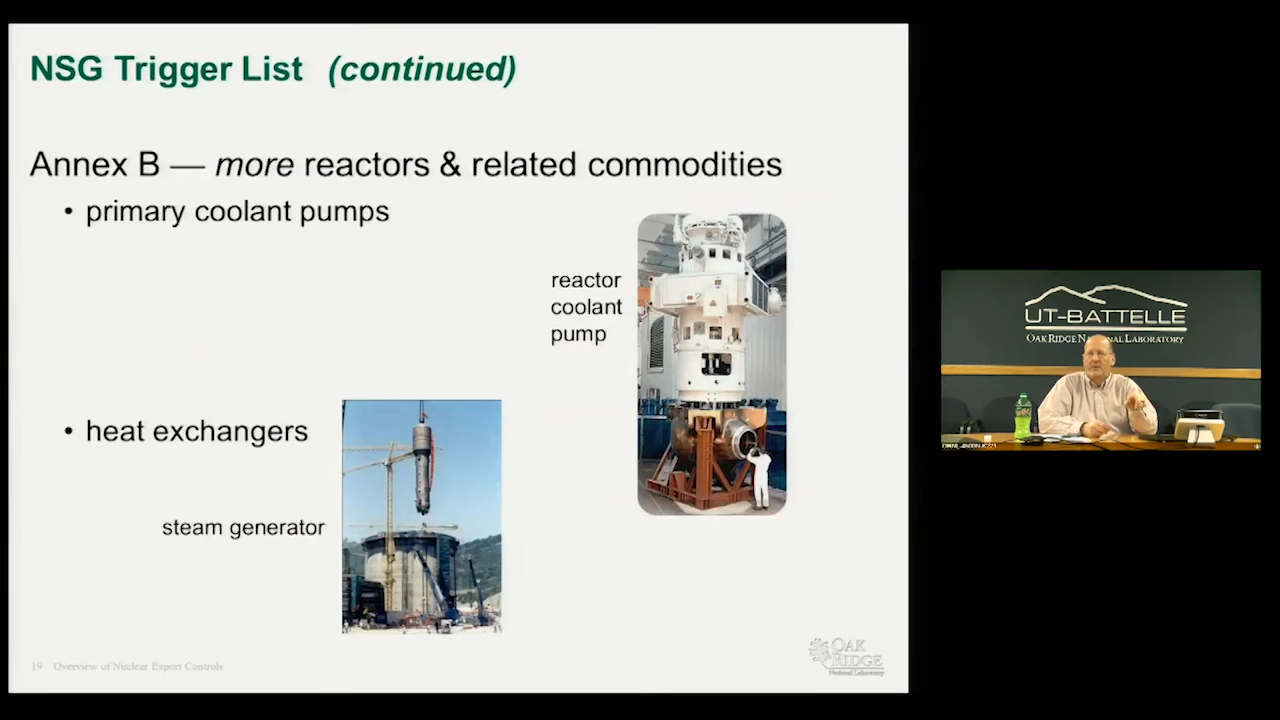 NSG Trigger List (continued)
Annex B — more reactors & related commodities
• primary coolant pumps
reactor
coolant
pump
• heat exchangers
steam generator
19 Overview of Nuclear Export Controls
OAK
RIDGE
National Laboratory
UT-BATTELLE
OAK RIDGE NATIONAL LABORATORY